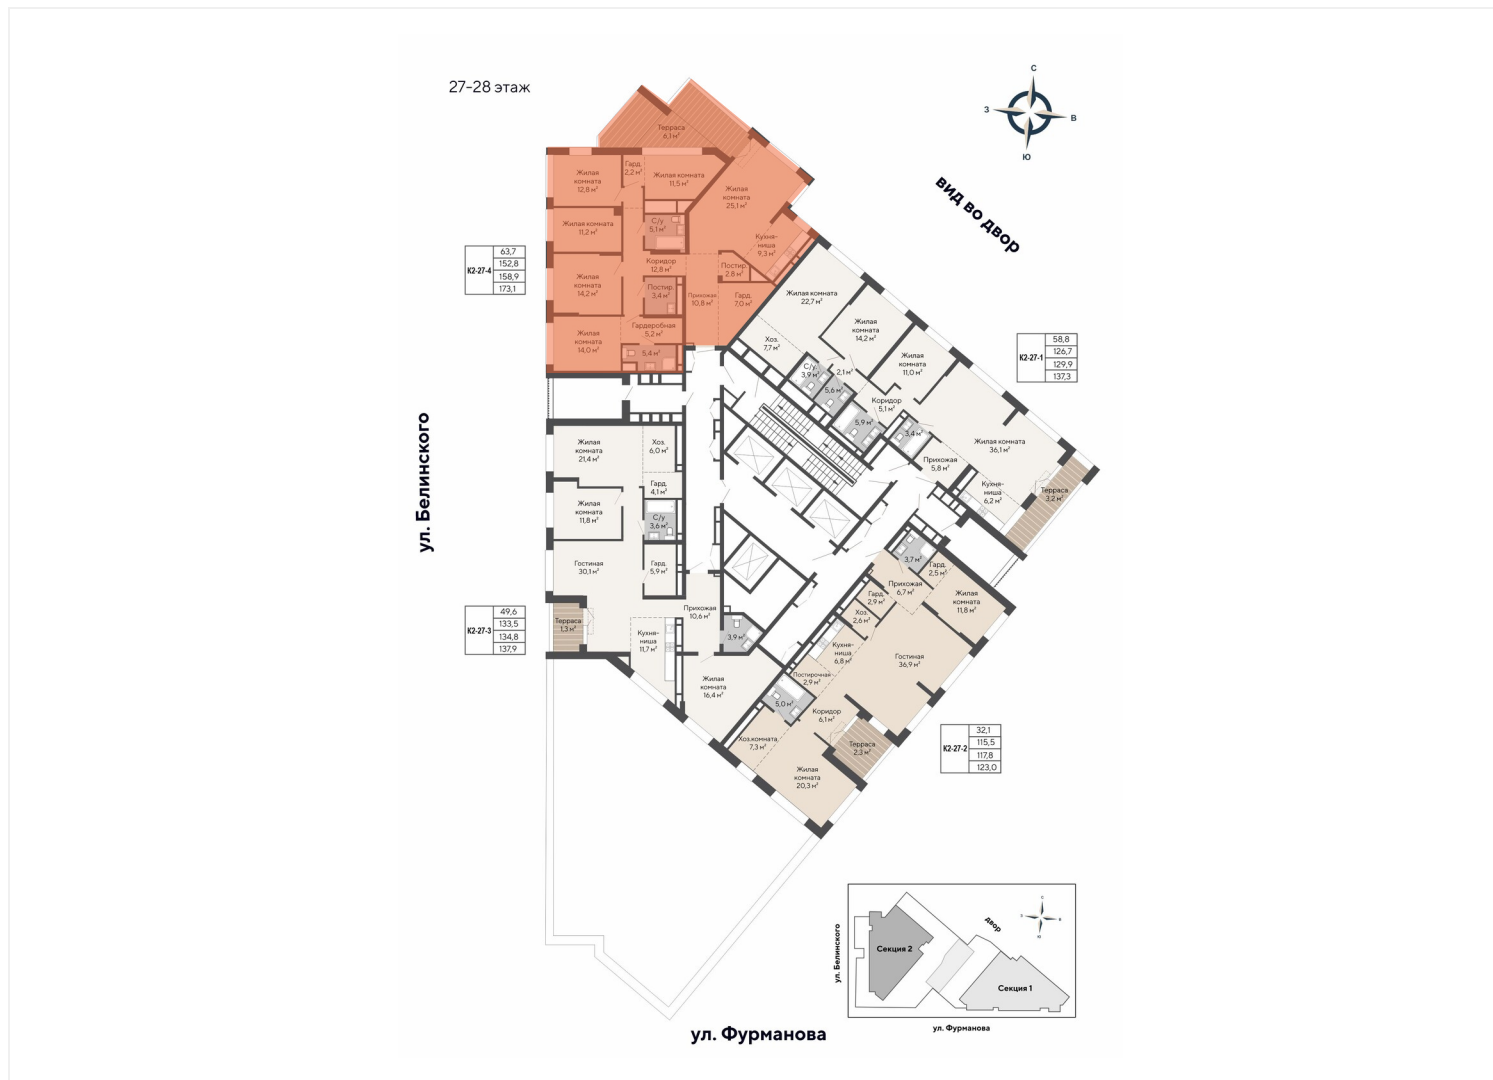 27-28 этаж
С
З
В
Ю
вид во двор
Терраса
6,1 м²
Жилая
комната
12,8 м²
Гард.
2,2 м²
Жилая комната
11,5 м²
Жилая
комната
25,1 м²
Жилая комната
11,2 м²
С/у
5,1 м²
Кухня-
ниша
9,3 м²
Коридор
12,8 м²
Постир.
2,8 м²
Жилая
комната
14,2 м²
Постир.
3,4 м²
Прихожая
10,8 м²
Гард.
7,0 м²
Гардеробная
5,2 м²
Жилая
комната
14,0 м²
5,4 м²
К2-27-4
63,7
152,8
158,9
173,1
Жилая комната
22,7 м²
Жилая
комната
14,2 м²
Хоз.
7,7 м²
Жилая
комната
11,0 м²
С/у
3,9 м²
2,1 м²
5,6 м²
Коридор
5,1 м²
5,9 м²
3,4 м²
Жилая комната
36,1 м²
Прихожая
5,8 м²
Кухня-
ниша
6,2 м²
Терраса
3,2 м²
К2-27-1
58,8
126,7
129,9
137,3
ул. Белинского
Жилая
комната
21,4 м²
Хоз.
6,0 м²
Гард.
4,1 м²
Жилая
комната
11,8 м²
С/у
3,6 м²
Гостиная
30,1 м²
Гард.
5,9 м²
Терраса
1,3 м²
Прихожая
10,6 м²
Кухня-
ниша
11,7 м²
3,9 м²
Жилая
комната
16,4 м²
К2-27-3
49,6
133,5
134,8
137,9
3,7 м²
Гард.
2,5 м²
Прихожая
6,7 м²
Гард.
2,9 м²
Жилая
комната
11,8 м²
Хоз.
2,6 м²
Кухня-
ниша
6,8 м²
Гостиная
36,9 м²
Постирочная
2,9 м²
5,0 м²
Коридор
6,1 м²
Хоз.комната
7,3 м²
Терраса
2,3 м²
Жилая
комната
20,3 м²
К2-27-2
32,1
115,5
117,8
123,0
ул. Фурманова
ул. Белинского
Секция 2
двор
С
З
В
Ю
Секция 1
ул. Фурманова